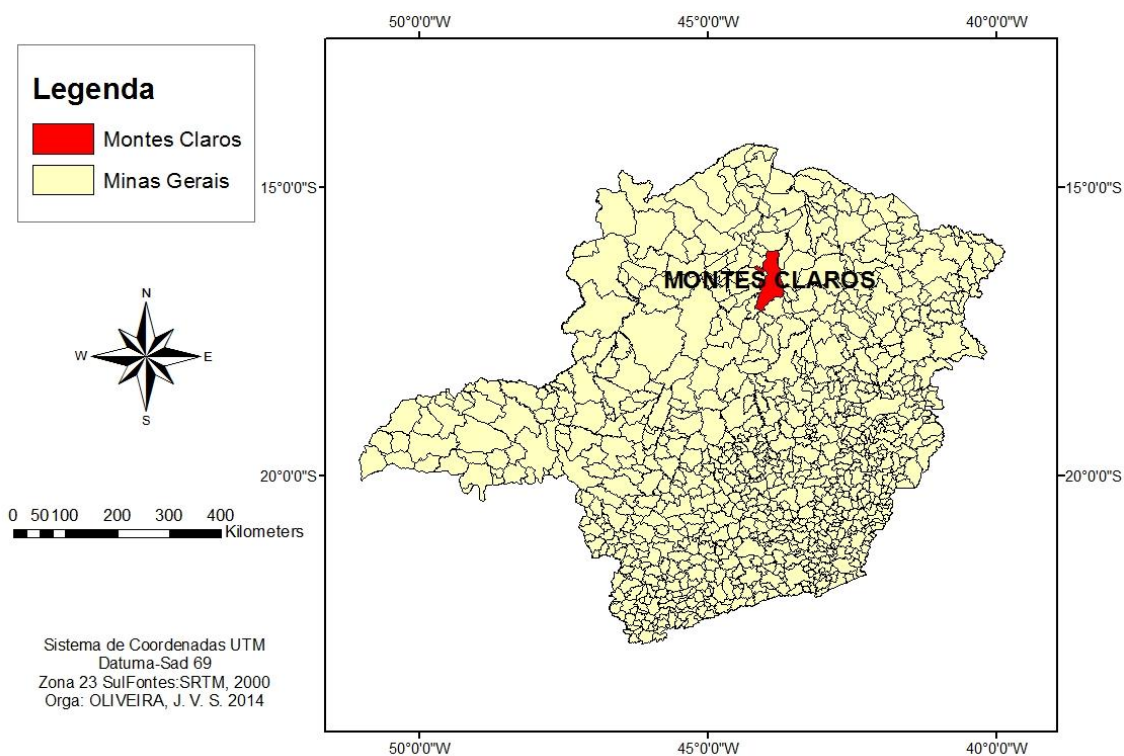 50°0'0"W 45°0'0"W 40°0'0"W
Legenda
Montes Claros
Minas Gerais
15°0'0"S 15°0'0"S
MONTES CLAROS
N
W E
S
20°0'0"S 20°0'0"S
0 50 100 200 300 400
Kilometers
Sistema de Coordenadas UTM
Datuma-Sad 69
Zona 23 SulFontes:SRTM, 2000
Orga: OLIVEIRA, J. V. S. 2014
50°0'0"W 45°0'0"W 40°0'0"W